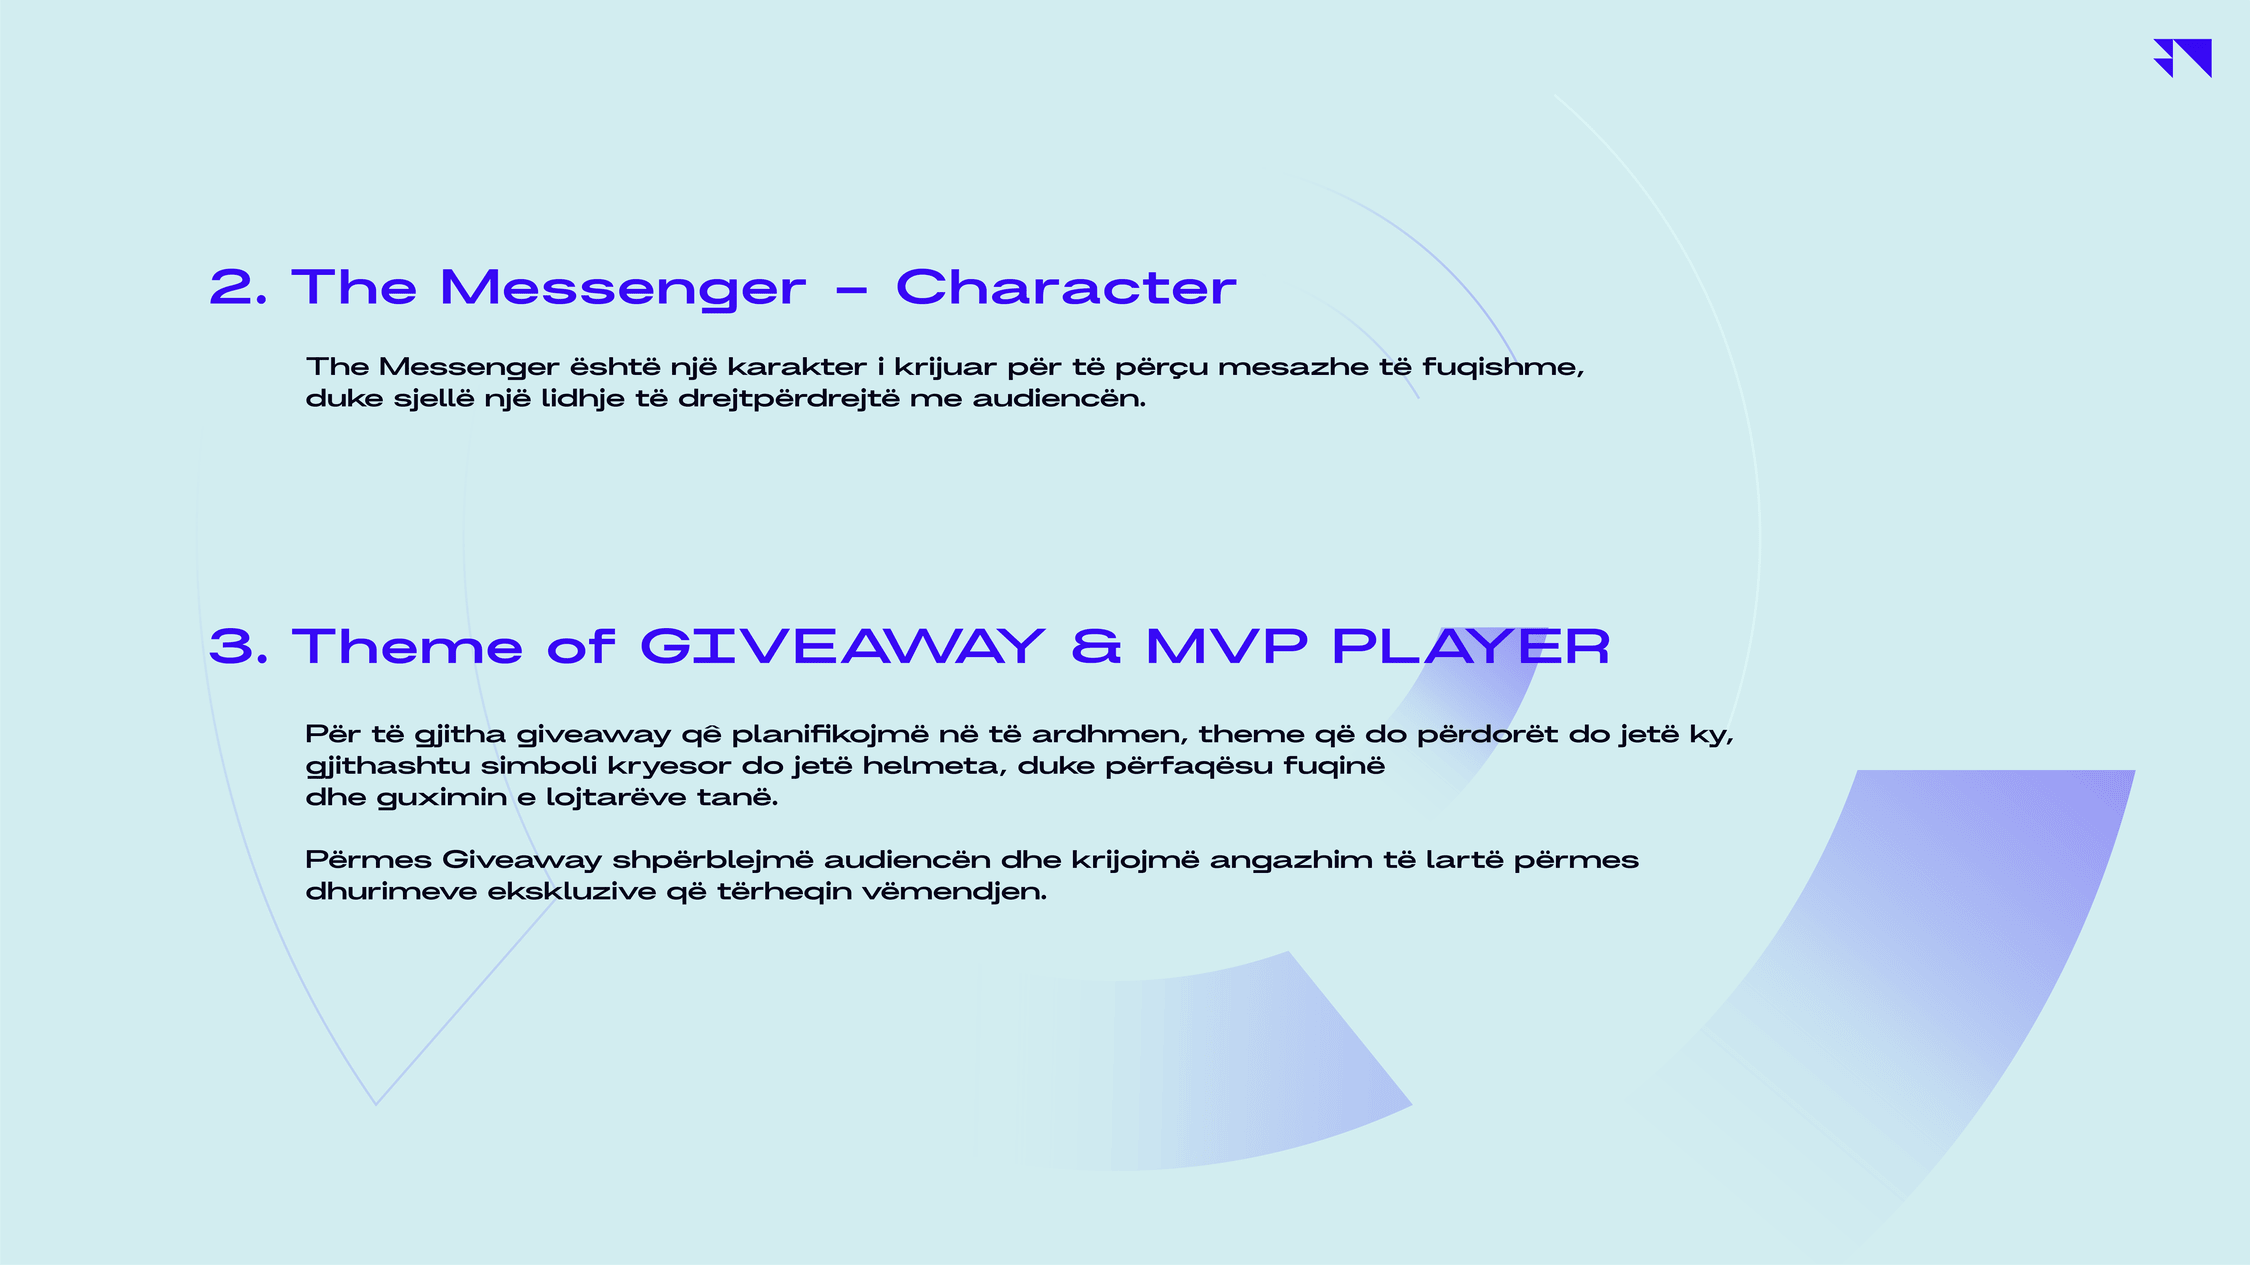 2. The Messenger – Character
The Messenger është një karakter i krijuar për të përçu mesazhe të fuqishme,
duke sjellë një lidhje të drejtpërdrejtë me audiencën.
3. Theme of GIVEAWAY & MVP PLAYER
Për të gjitha giveaway qê planifikojmë në të ardhmen, theme që do përdorët do jetë ky,
gjithashtu simboli kryesor do jetë helmeta, duke përfaqësu fuqinë
dhe guximin e lojtarëve tanë.
Përmes Giveaway shpërblejmë audiencën dhe krijojmë angazhim të lartë përmes
dhurimeve ekskluzive që tërheqin vëmendjen.